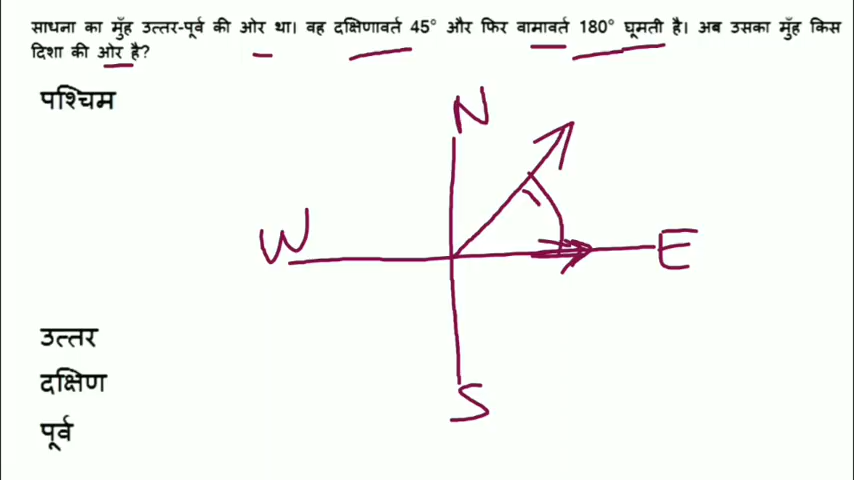 साधना का मुँह उत्तर-पूर्व की ओर था। वह दक्षिणावर्त 45° और फिर वामावर्त 180° घूमती है। अब उसका मुँह किस
दिशा की ओर है?
पश्चिम
N
W
E
उत्तर
दक्षिण
S
पूर्व